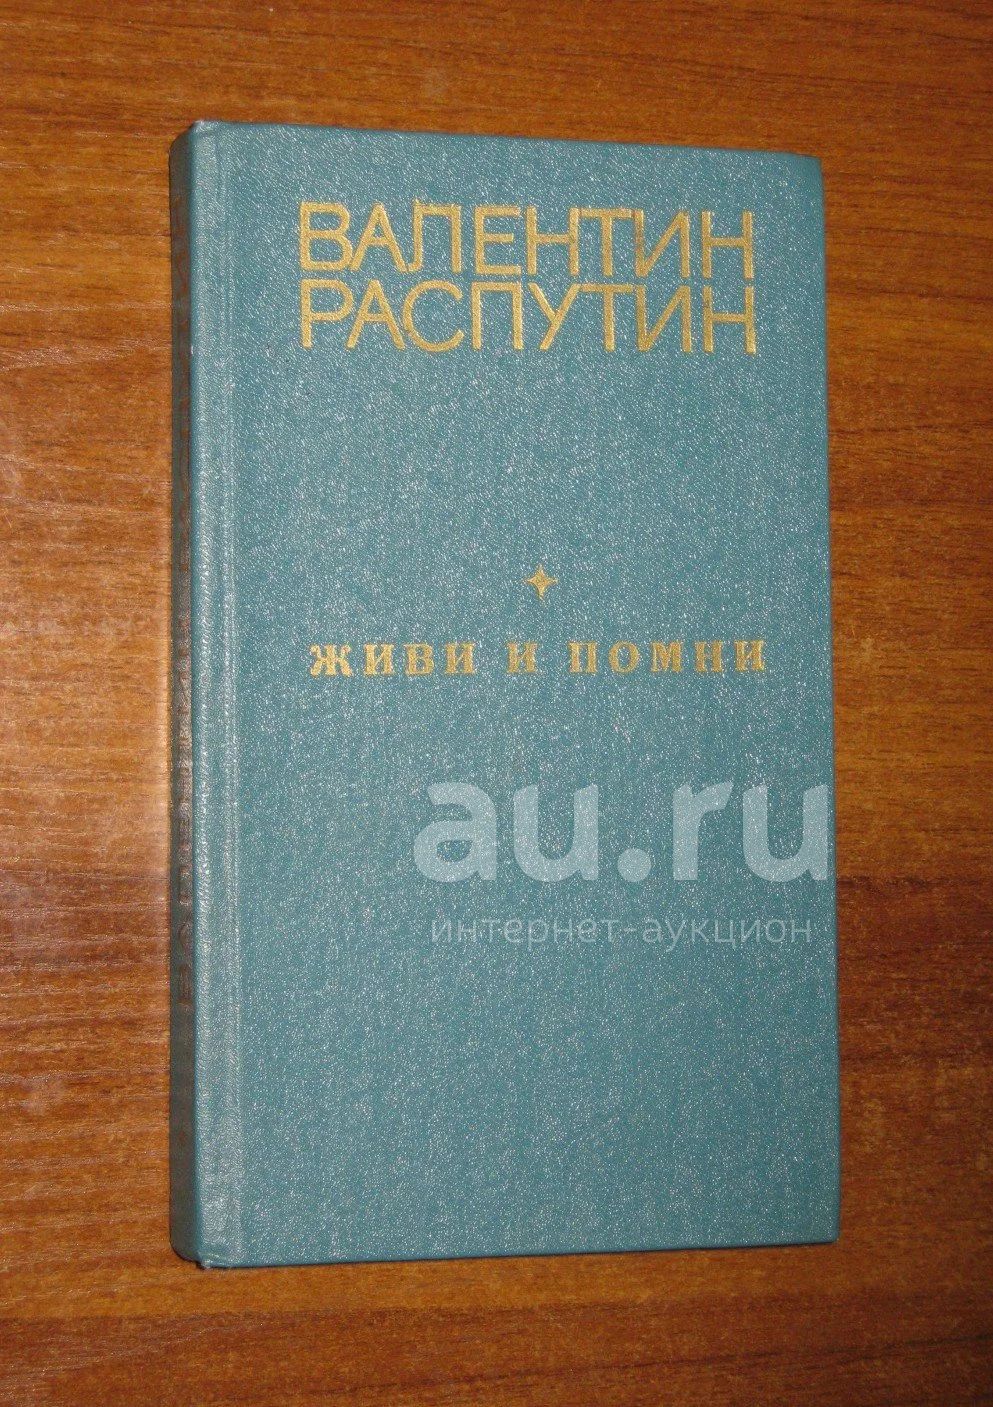 ВАЛЕНТИН
РАСПУТИН
ЖИВИ И ПОМНИ
au.ru
интернет-аукцион